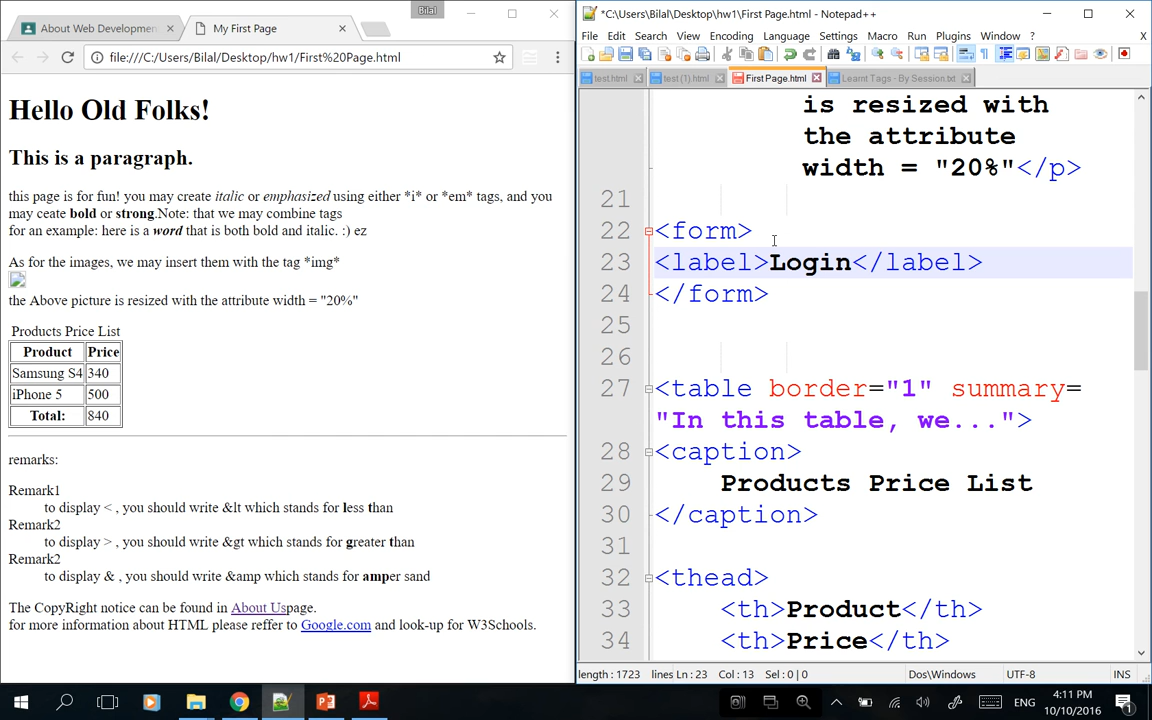 Bilal
About Web Developmen
My First Page
file:///C:/Users/Bilal/Desktop/hw1/First%20Page.html
Hello Old Folks!
This is a paragraph.
this page is for fun! you may create italic or emphasized using either *i* or *em* tags, and you
may ceate bold or strong.Note: that we may combine tags
for an example: here is a word that is both bold and italic. :) ez
As for the images, we may insert them with the tag *img*
the Above picture is resized with the attribute width = "20%"
Products Price List
Product Price
Samsung S4 340
iPhone 5 500
Total: 840
remarks:
Remark1
to display < , you should write &lt which stands for less than
Remark2
to display > , you should write &gt which stands for greater than
Remark2
to display & , you should write &amp which stands for amper sand
The CopyRight notice can be found in About Uspage.
for more information about HTML please reffer to Google.com and look-up for W3Schools.
*C:\Users\Bilal\Desktop\hw1\First Page.html - Notepad++
File Edit Search View Encoding Language Settings Macro Run Plugins Window ? X
test.html test (1).html First Page.html Learnt Tags - By Session.txt
is resized with
the attribute
width = "20%"</p>
21
22 <form>
23 <label>Login</label>
24 </form>
25
26
27 <table border="1" summary=
"In this table, we...">
28 <caption>
29 Products Price List
30 </caption>
31
32 <thead>
33 <th>Product</th>
34 <th>Price</th>
length : 1723 lines Ln : 23 Col : 13 Sel : 0 | 0 Dos\Windows UTF-8 INS
ENG
4:11 PM
10/10/2016
1